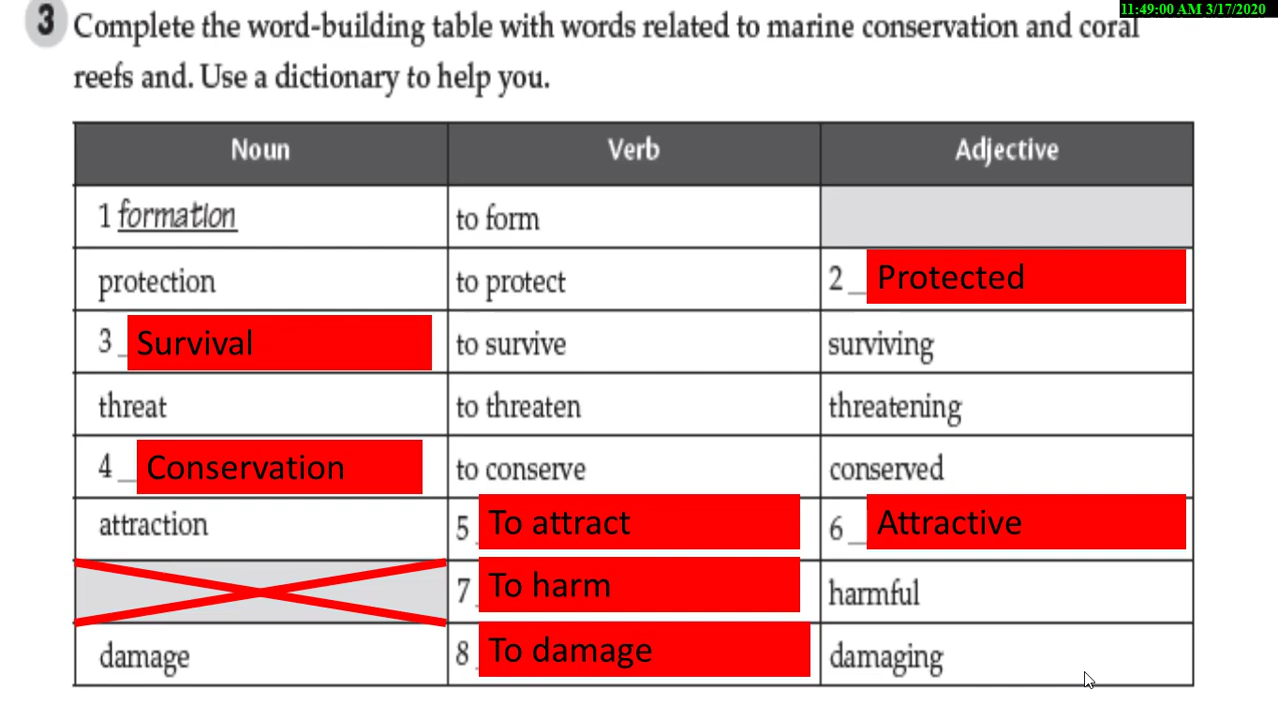 11:49:00 AM 3/17/2020
3 Complete the word-building table with words related to marine conservation and coral
reefs and. Use a dictionary to help you.
Noun Verb Adjective
1 formation to form
protection to protect 2 _ Protected
3 _ Survival to survive surviving
threat to threaten threatening
4 _ Conservation to conserve conserved
attraction 5 To attract 6 _ Attractive
7 To harm harmful
damage 8 To damage damaging